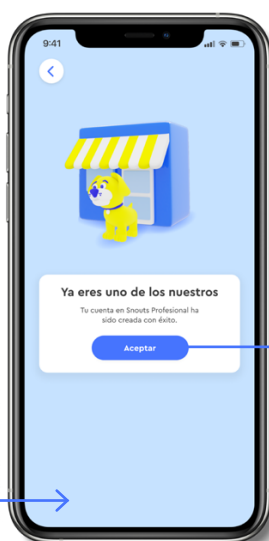 9:41
Ya eres uno de los nuestros
Tu cuenta en Snouts Profesional ha
sido creada con éxito.
Aceptar